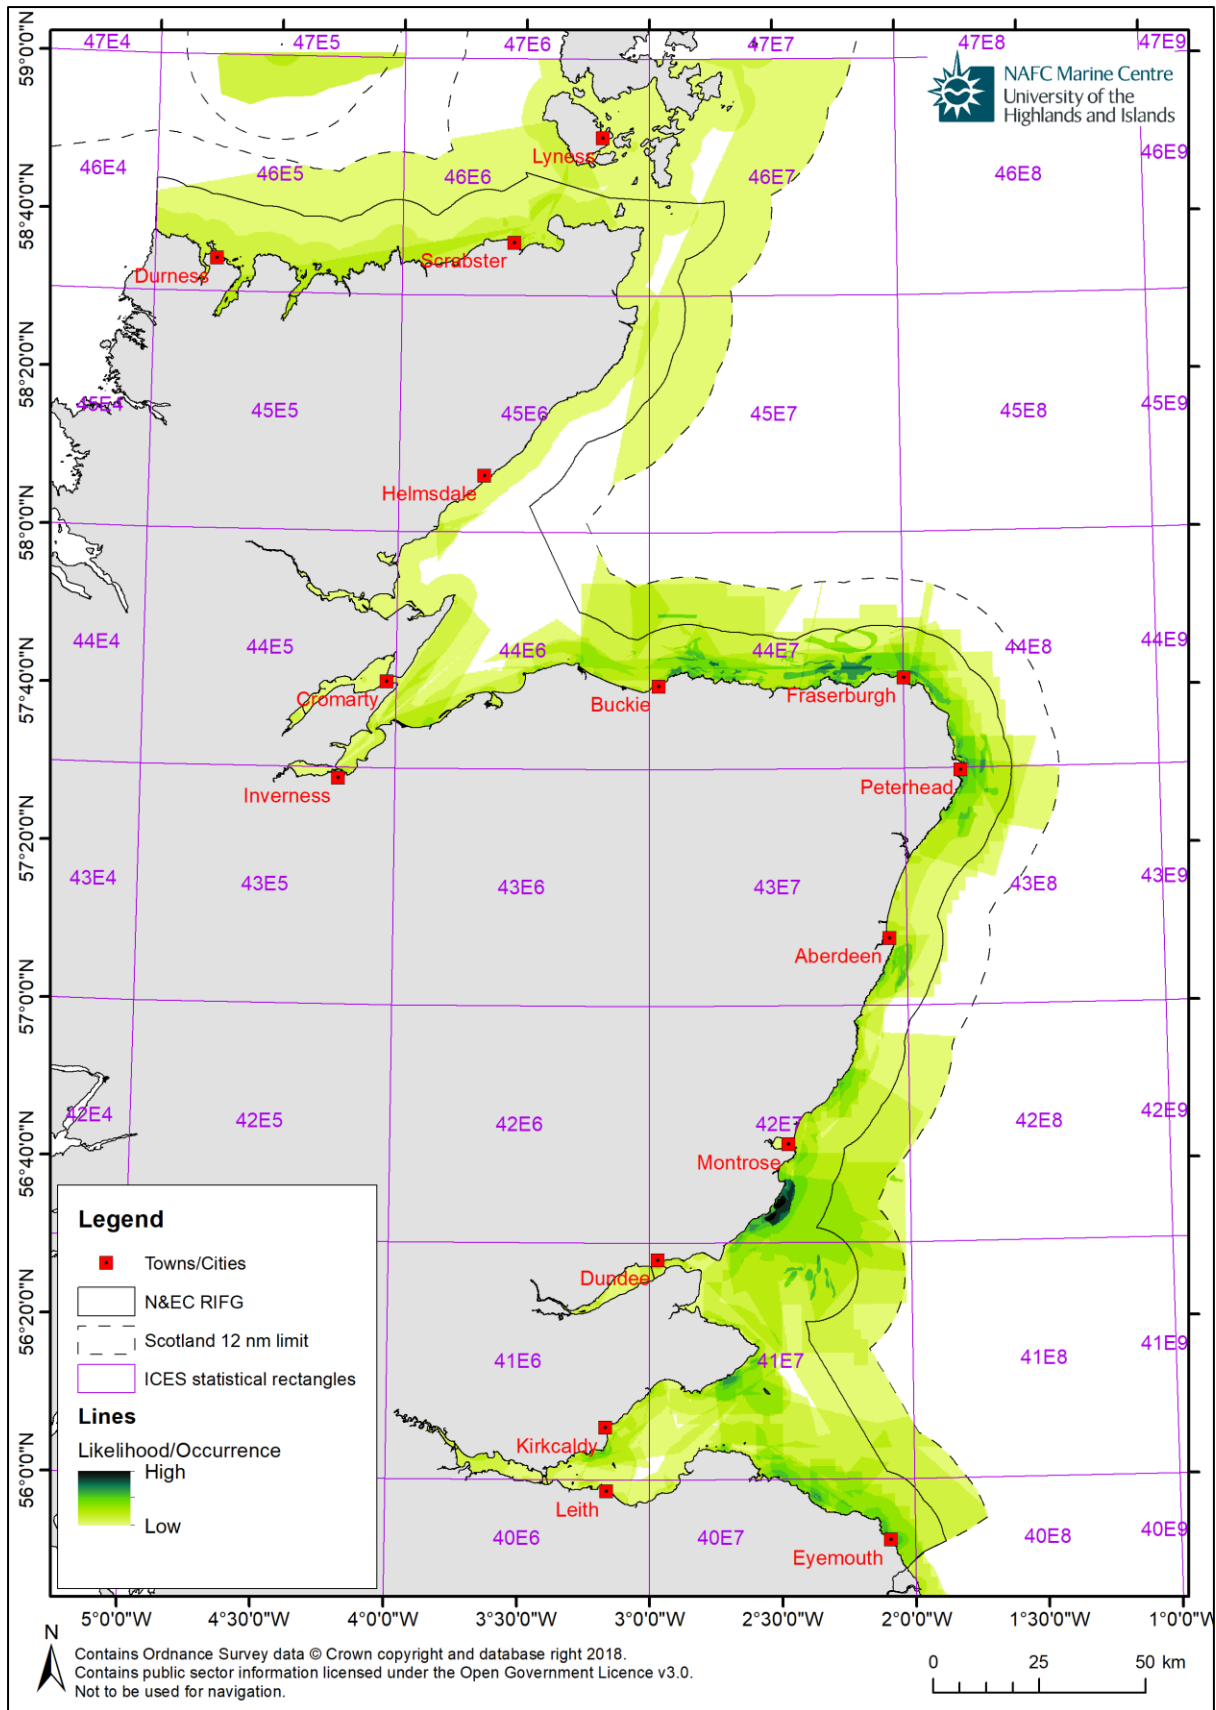 47E4
47E5
47E6
47E7
47E8
47E9
NAFC Marine Centre
University of the
Highlands and Islands
59°0'0"N
58°40'0"N
58°20'0"N
58°0'0"N
57°40'0"N
57°20'0"N
57°0'0"N
56°40'0"N
56°20'0"N
56°0'0"N
Lyness
46E4
46E5
46E6
46E7
46E8
46E9
Durness
Scrabster
45E4
45E5
45E6
45E7
45E8
45E9
Helmsdale
44E4
44E5
44E6
44E7
44E8
44E9
Cromarty
Buckie
Fraserburgh
Inverness
Peterhead
43E4
43E5
43E6
43E7
43E8
43E9
Aberdeen
42E4
42E5
42E6
42E7
42E8
42E9
Montrose
Dundee
41E6
41E7
41E8
41E9
Kirkcaldy
Leith
40E6
40E7
40E8
40E9
Eyemouth
Legend
Towns/Cities
N&EC RIFG
Scotland 12 nm limit
ICES statistical rectangles
Lines
Likelihood/Occurrence
High
Low
5°0'0"W
4°30'0"W
4°0'0"W
3°30'0"W
3°0'0"W
2°30'0"W
2°0'0"W
1°30'0"W
1°0'0"W
N
Contains Ordnance Survey data © Crown copyright and database right 2018.
Contains public sector information licensed under the Open Government Licence v3.0.
Not to be used for navigation.
0 25 50 km